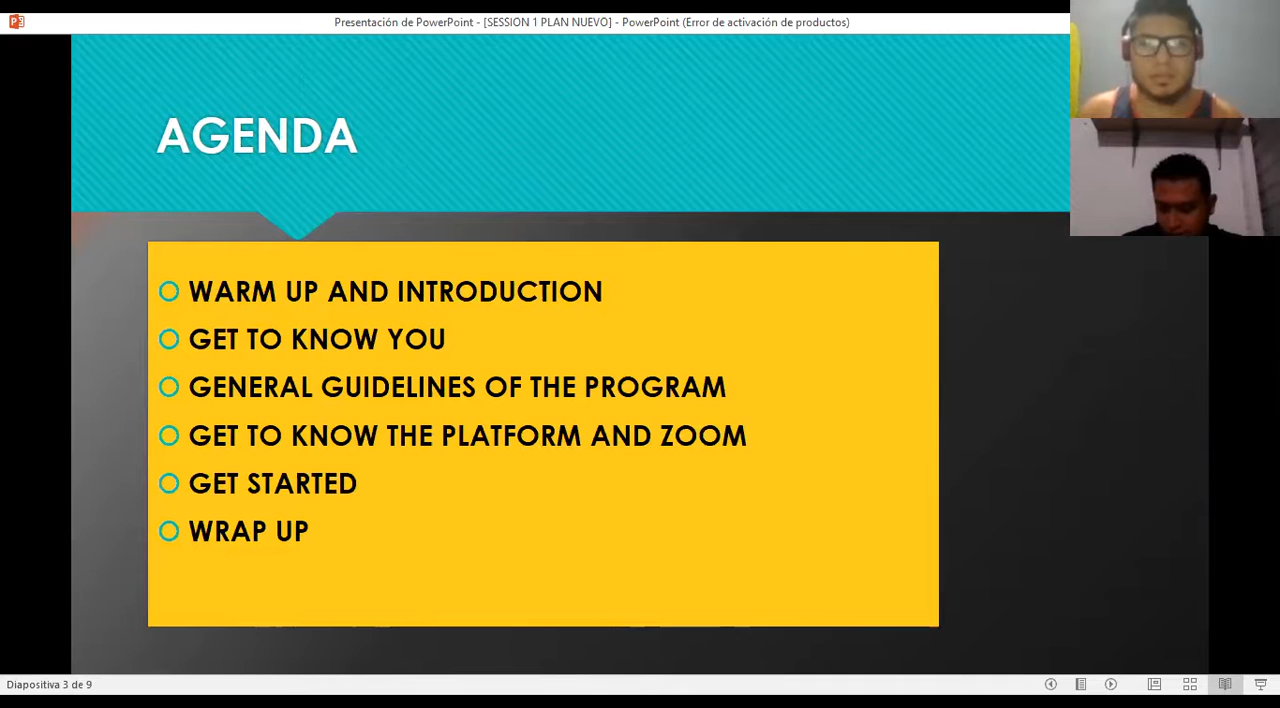 Presentación de PowerPoint - [SESSION 1 PLAN NUEVO] - PowerPoint (Error de activación de productos)
AGENDA
WARM UP AND INTRODUCTION
GET TO KNOW YOU
GENERAL GUIDELINES OF THE PROGRAM
GET TO KNOW THE PLATFORM AND ZOOM
GET STARTED
WRAP UP
Diapositiva 3 de 9